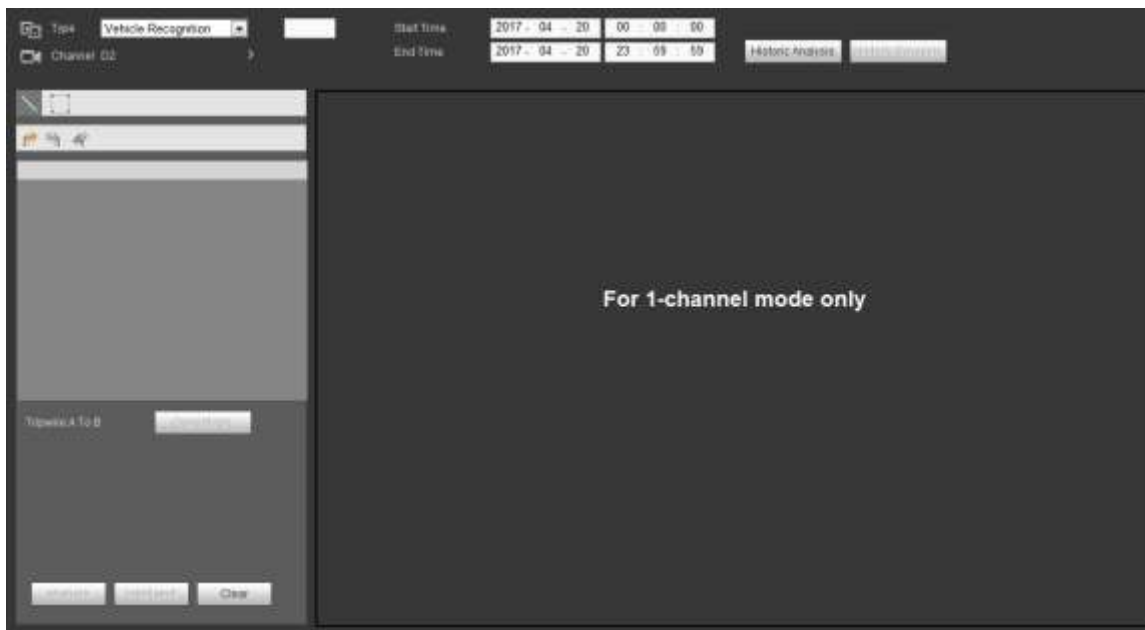 Type Vehicle Recognition
Start Time 2017 - 04 - 20 00 : 00 : 00
Channel D2 >
End Time 2017 - 04 - 20 23 : 59 : 59
Historic Analysis
For 1-channel mode only
Tripwire A To B
Clear